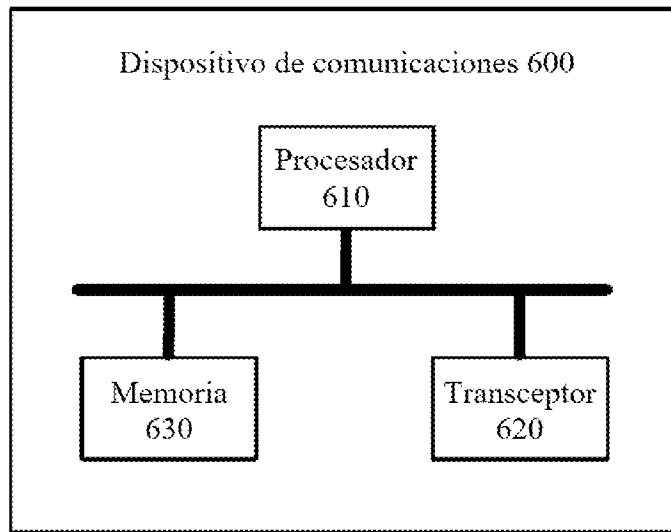 Dispositivo de comunicaciones 600
Procesador
610
Memoria
630
Transceptor
620